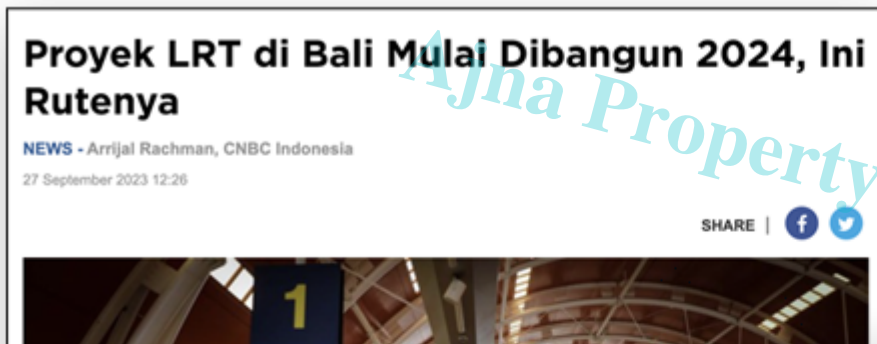 Proyek LRT di Bali Mulai Dibangun 2024, Ini
Rutenya
NEWS - Arrijal Rachman, CNBC Indonesia
27 September 2023 12:26
SHARE |
1
Ajna Property